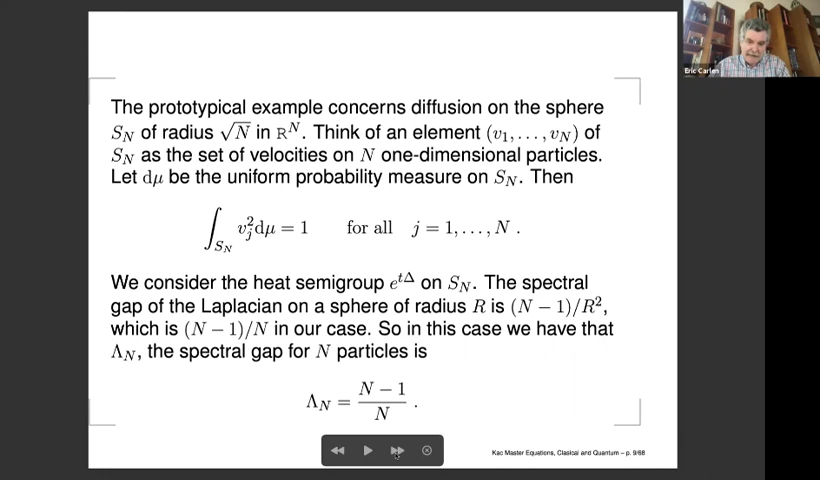 Eric Carlen
The prototypical example concerns diffusion on the sphere
S_N of radius √N in ℝ^N. Think of an element (v_1, . . . , v_N) of
S_N as the set of velocities on N one-dimensional particles.
Let dμ be the uniform probability measure on S_N. Then
∫_{S_N} v_j^2 dμ = 1 for all j = 1, . . . , N .
We consider the heat semigroup e^{tΔ} on S_N. The spectral
gap of the Laplacian on a sphere of radius R is (N − 1)/R^2,
which is (N − 1)/N in our case. So in this case we have that
Λ_N, the spectral gap for N particles is
Λ_N = (N − 1)/N .
Kac Master Equations, Clasical and Quantum – p. 9/68